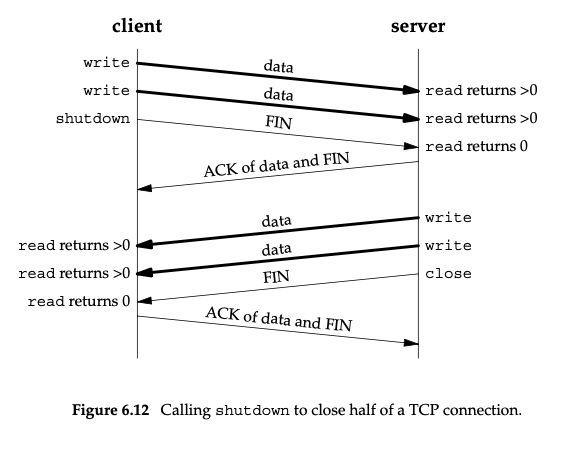 client server
write data
read returns >0
write data
read returns >0
shutdown FIN
read returns 0
ACK of data and FIN
data write
read returns >0
data write
read returns >0
FIN close
read returns 0
ACK of data and FIN
Figure 6.12 Calling shutdown to close half of a TCP connection.